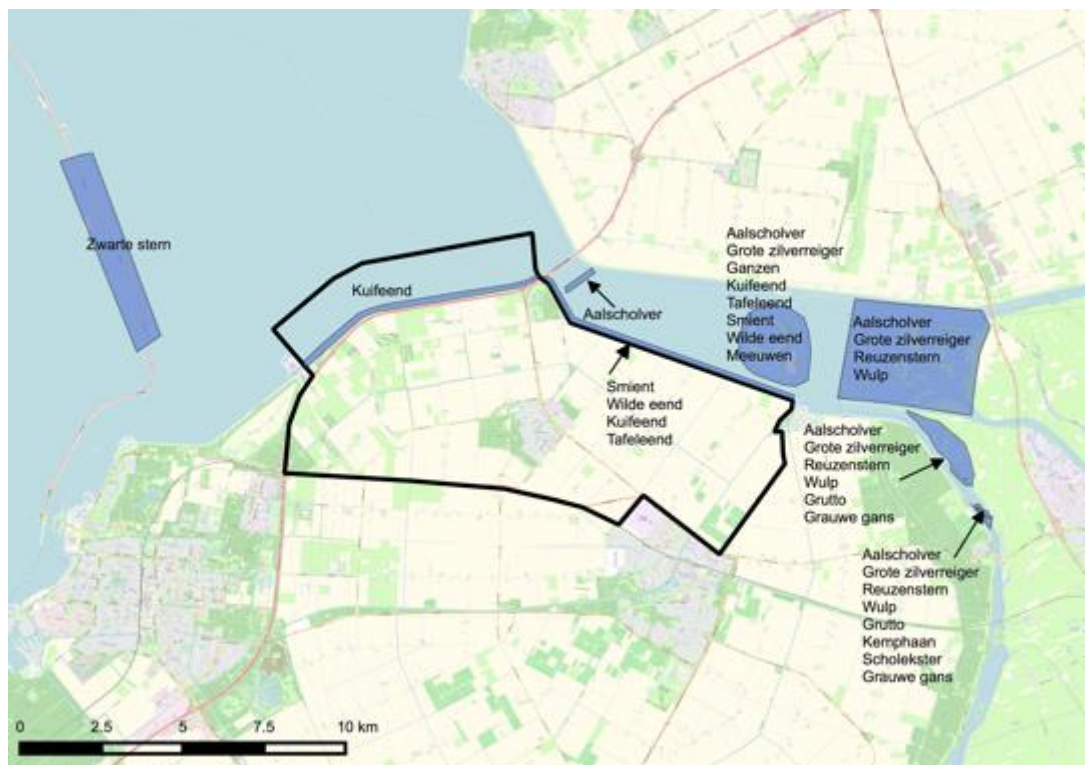 Zwarte stern
Kuifeend
Aalscholver
Smient
Wilde eend
Kuifeend
Tafeleend
Aalscholver
Grote zilverreiger
Ganzen
Kuifeend
Tafeleend
Smient
Wilde eend
Meeuwen
Aalscholver
Grote zilverreiger
Reuzenstern
Wulp
Aalscholver
Grote zilverreiger
Reuzenstern
Wulp
Grutto
Grauwe gans
Aalscholver
Grote zilverreiger
Reuzenstern
Wulp
Grutto
Kemphaan
Scholekster
Grauwe gans
0 2.5 5 7.5 10 km